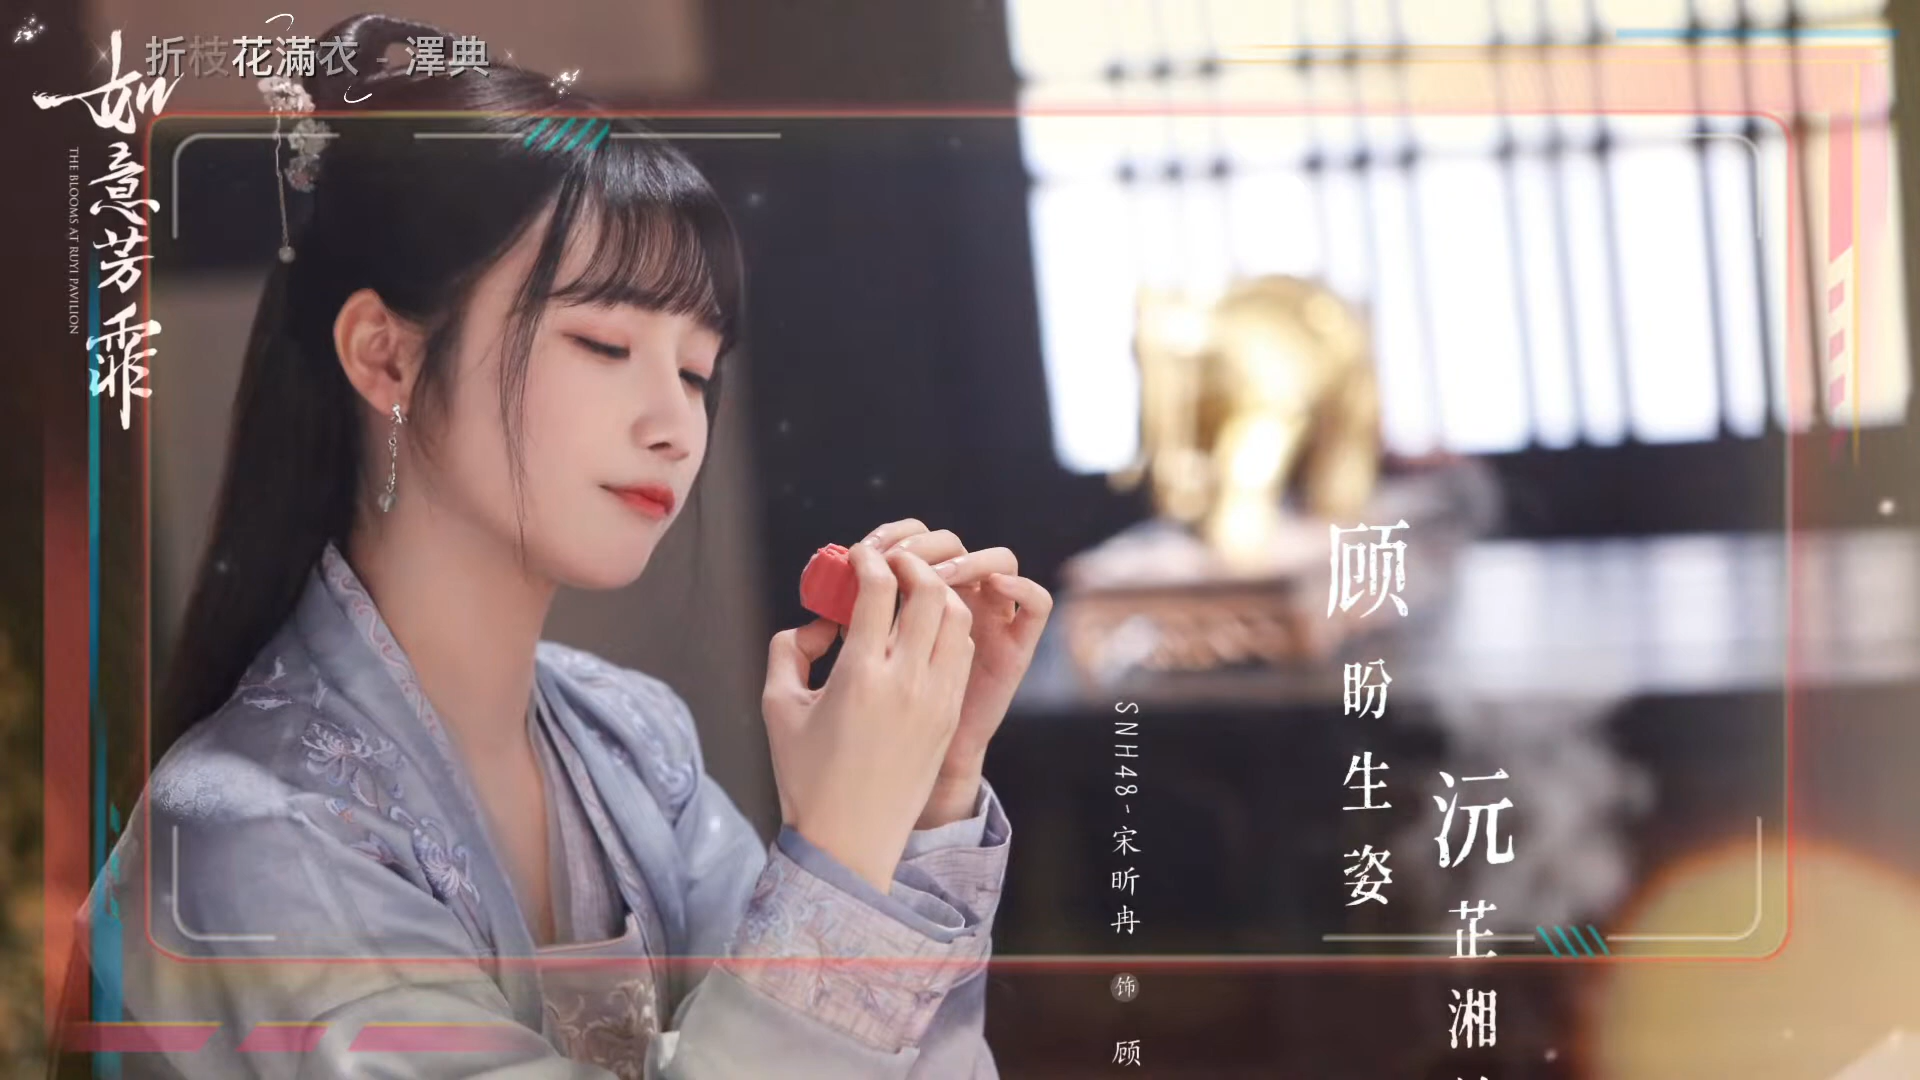 折枝花滿衣 - 澤典
如意芳霏
THE BLOOMS AT RUYI PAVILION
顾盼生姿
沅芷湘
SNH48-宋昕冉 饰 顾